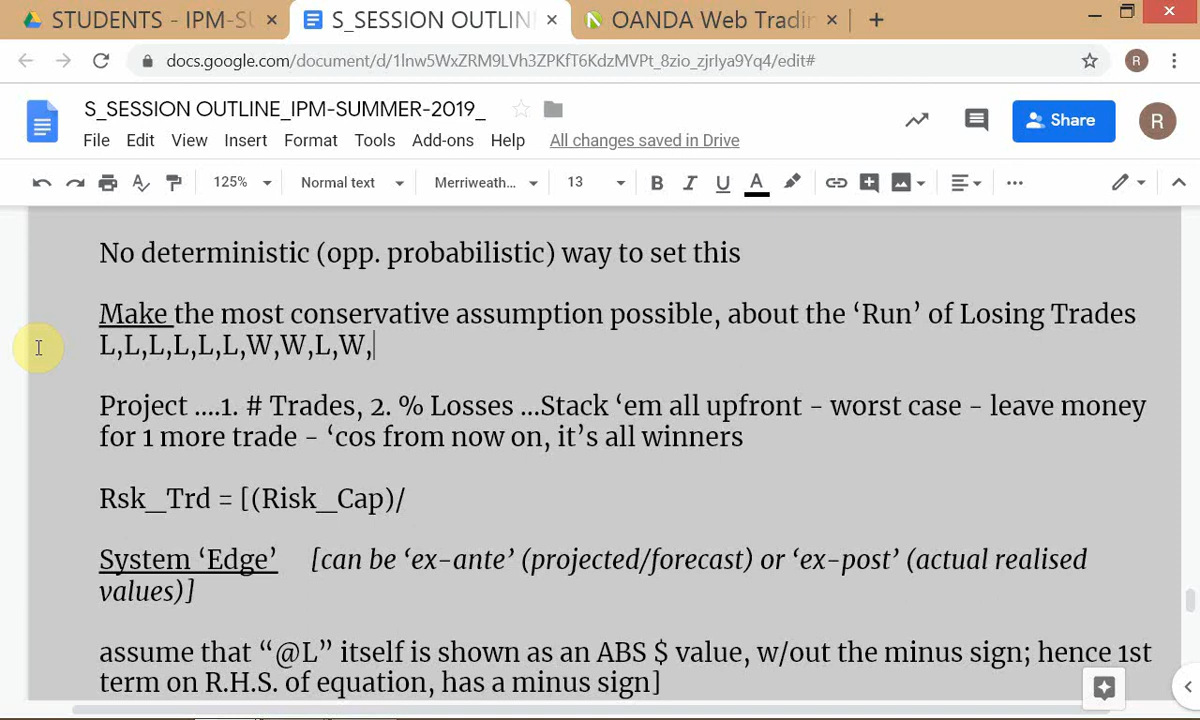 STUDENTS - IPM-SU
S_SESSION OUTLIN
OANDA Web Tradin
docs.google.com/document/d/1lnw5WxZRM9LVh3ZPKfT6KdzMVPt_8zio_zjrlya9Yq4/edit#
R
S_SESSION OUTLINE_IPM-SUMMER-2019_
Share
R
File Edit View Insert Format Tools Add-ons Help All changes saved in Drive
125% Normal text Merriweath... 13 B I U A
No deterministic (opp. probabilistic) way to set this
Make the most conservative assumption possible, about the ‘Run’ of Losing Trades
L,L,L,L,L,L,W,W,L,W,
Project ....1. # Trades, 2. % Losses ...Stack ‘em all upfront - worst case - leave money
for 1 more trade - ‘cos from now on, it’s all winners
Rsk_Trd = [(Risk_Cap)/
System ‘Edge’ [can be ‘ex-ante’ (projected/forecast) or ‘ex-post’ (actual realised
values)]
assume that “@L” itself is shown as an ABS $ value, w/out the minus sign; hence 1st
term on R.H.S. of equation, has a minus sign]